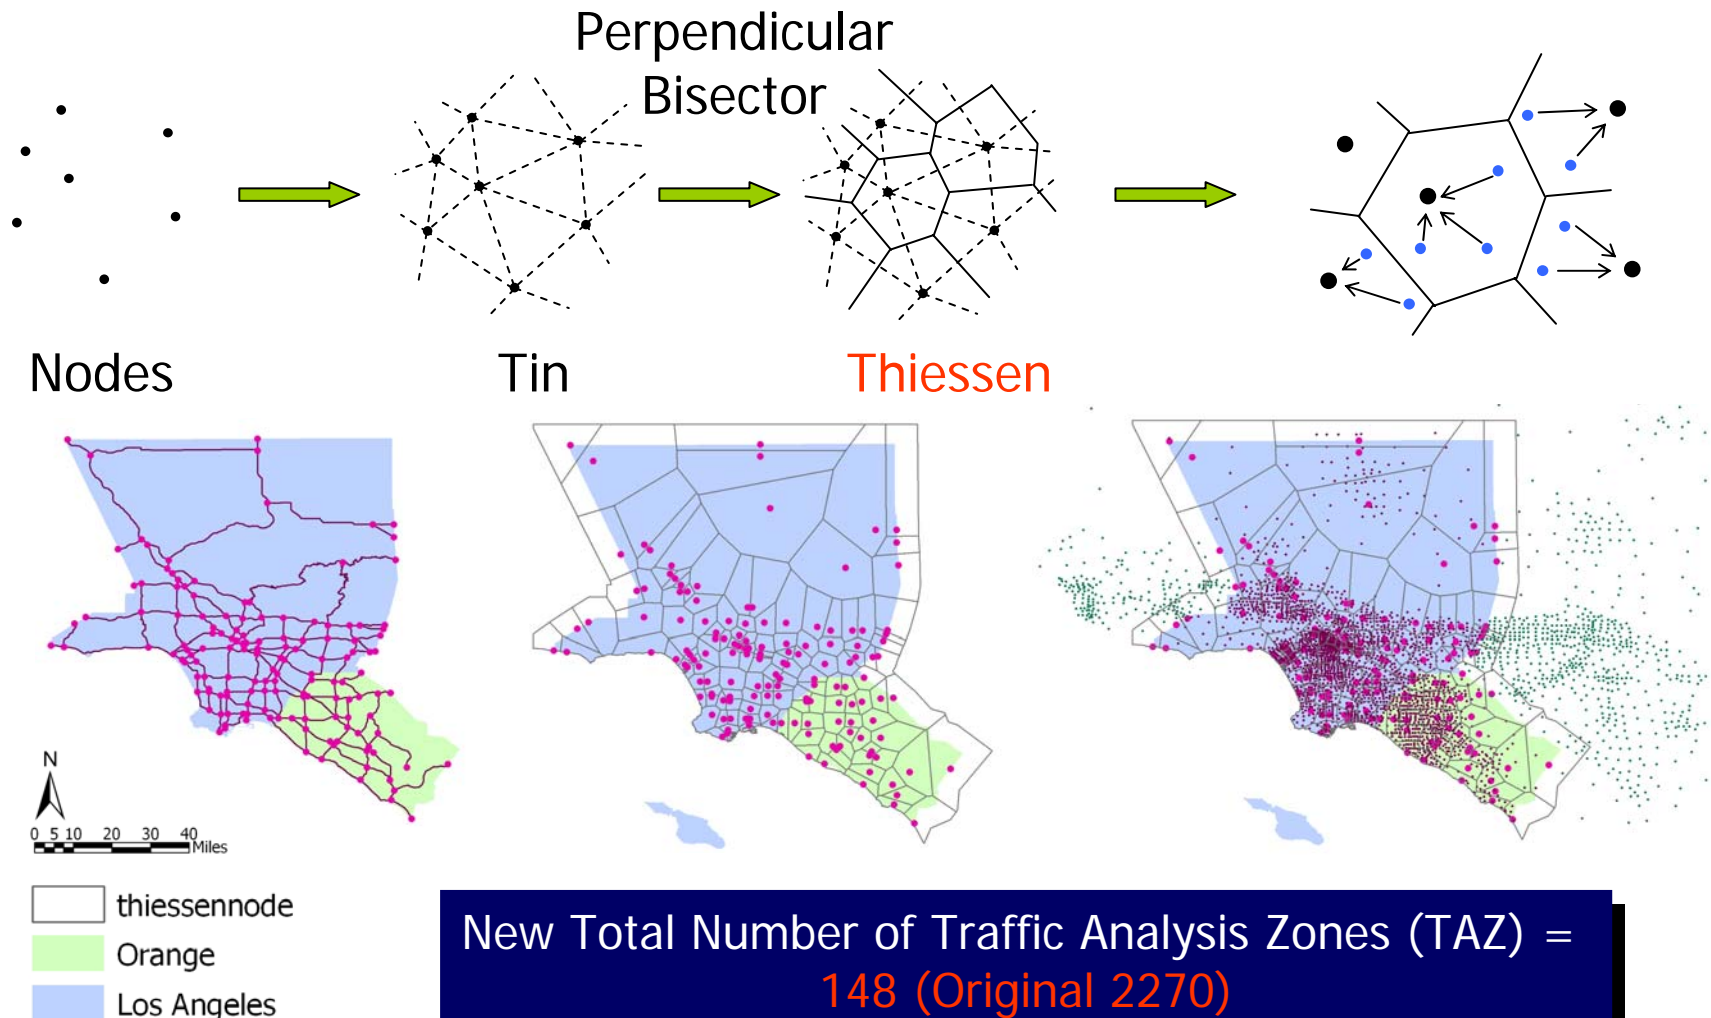 Perpendicular
Bisector
Nodes
Tin
Thiessen
N
0 5 10 20 30 40
Miles
thiessennode
Orange
Los Angeles
New Total Number of Traffic Analysis Zones (TAZ) =
148 (Original 2270)